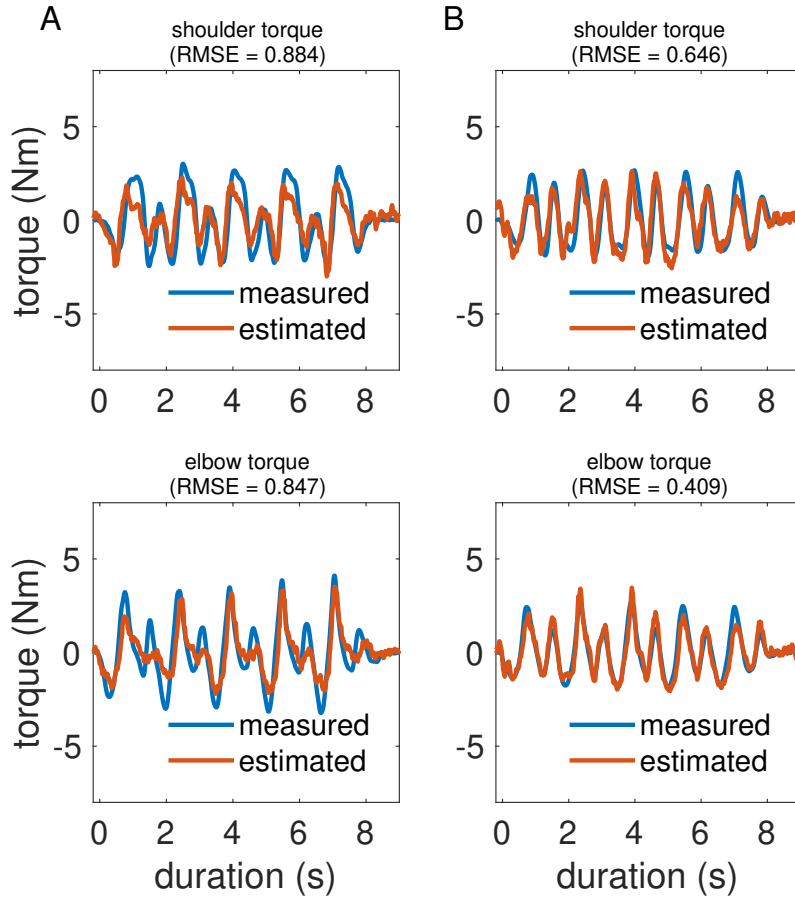 A
shoulder torque
(RMSE = 0.884)
torque (Nm)
5
0
-5
measured
estimated
0 2 4 6 8
B
shoulder torque
(RMSE = 0.646)
5
0
-5
measured
estimated
0 2 4 6 8
elbow torque
(RMSE = 0.847)
torque (Nm)
5
0
-5
measured
estimated
0 2 4 6 8
duration (s)
elbow torque
(RMSE = 0.409)
5
0
-5
measured
estimated
0 2 4 6 8
duration (s)